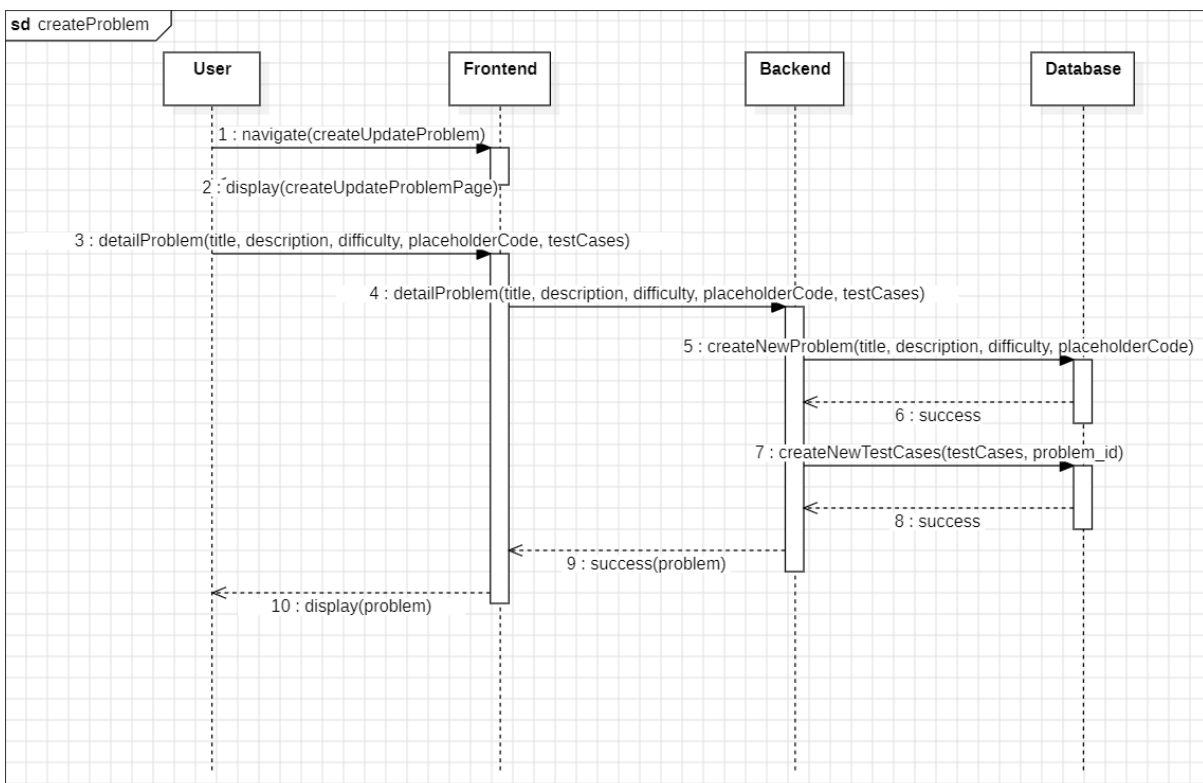 sd createProblem
User
Frontend
Backend
Database
1 : navigate(createUpdateProblem)
2 : display(createUpdateProblemPage)
3 : detailProblem(title, description, difficulty, placeholderCode, testCases)
4 : detailProblem(title, description, difficulty, placeholderCode, testCases)
5 : createNewProblem(title, description, difficulty, placeholderCode)
6 : success
7 : createNewTestCases(testCases, problem_id)
8 : success
9 : success(problem)
10 : display(problem)